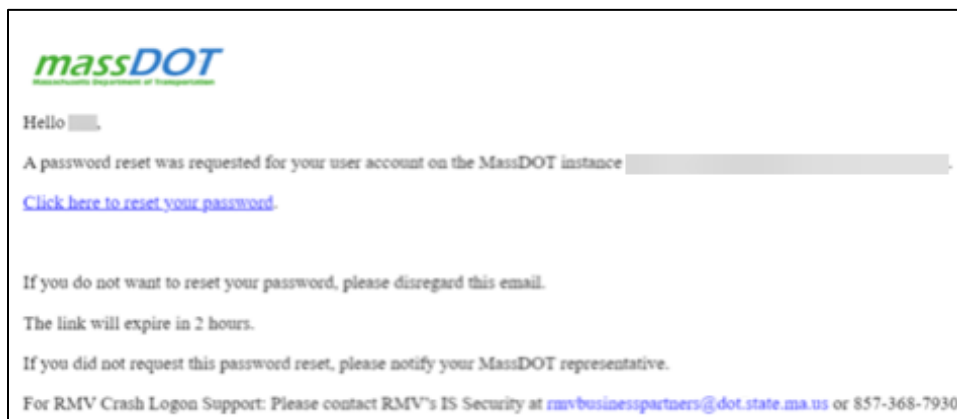 massDOT
Massachusetts Department of Transportation
Hello ,
A password reset was requested for your user account on the MassDOT instance .
Click here to reset your password.
If you do not want to reset your password, please disregard this email.
The link will expire in 2 hours.
If you did not request this password reset, please notify your MassDOT representative.
For RMV Crash Logon Support: Please contact RMV's IS Security at rmvbusinesspartners@dot.state.ma.us or 857-368-7930